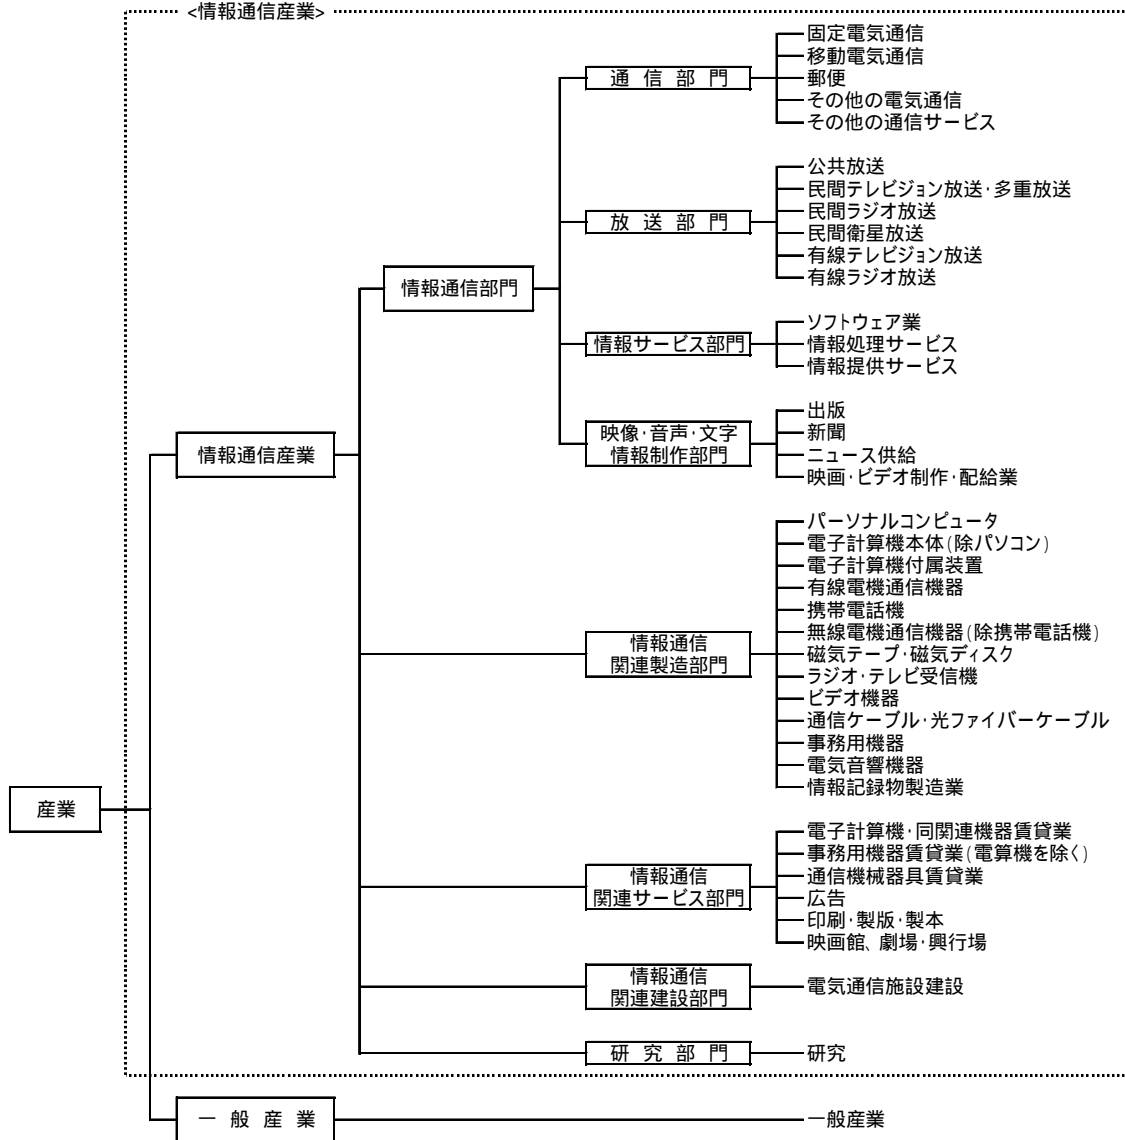 <情報通信産業>
固定電気通信
移動電気通信
通信部門
郵便
その他の電気通信
その他の通信サービス
公共放送
民間テレビジョン放送･多重放送
民間ラジオ放送
放送部門
民間衛星放送
有線テレビジョン放送
有線ラジオ放送
情報通信部門
ソフトウェア業
情報サービス部門
情報処理サービス
情報提供サービス
出版
映像･音声･文字
情報制作部門
新聞
ニュース供給
映画･ビデオ制作･配給業
情報通信産業
パーソナルコンピュータ
電子計算機本体(除パソコン)
電子計算機付属装置
有線電機通信機器
携帯電話機
無線電機通信機器(除携帯電話機)
情報通信
関連製造部門
磁気テープ･磁気ディスク
ラジオ･テレビ受信機
ビデオ機器
通信ケーブル･光ファイバーケーブル
事務用機器
電気音響機器
情報記録物製造業
産業
電子計算機･同関連機器賃貸業
事務用機器賃貸業(電算機を除く)
情報通信
関連サービス部門
通信機械器具賃貸業
広告
印刷･製版･製本
映画館、劇場･興行場
情報通信
関連建設部門
電気通信施設建設
研究部門
研究
一般産業
一般産業